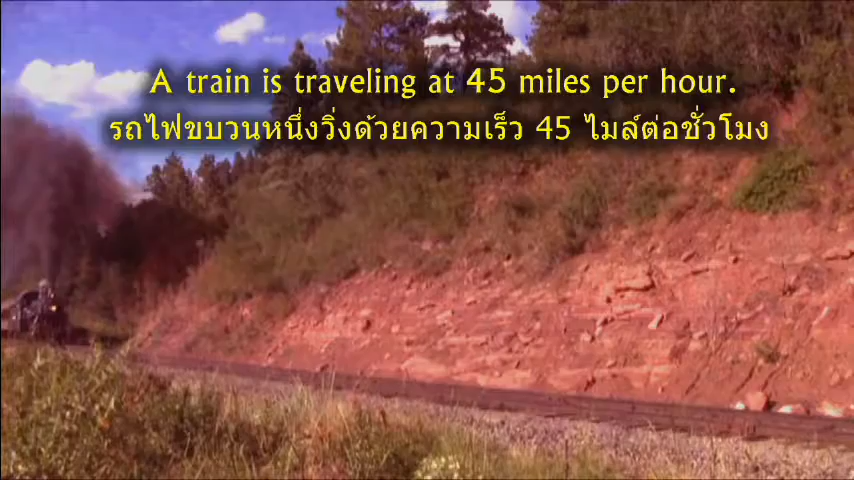 A train is traveling at 45 miles per hour.
รถไฟขบวนหนึ่งวิ่งด้วยความเร็ว 45 ไมล์ต่อชั่วโมง